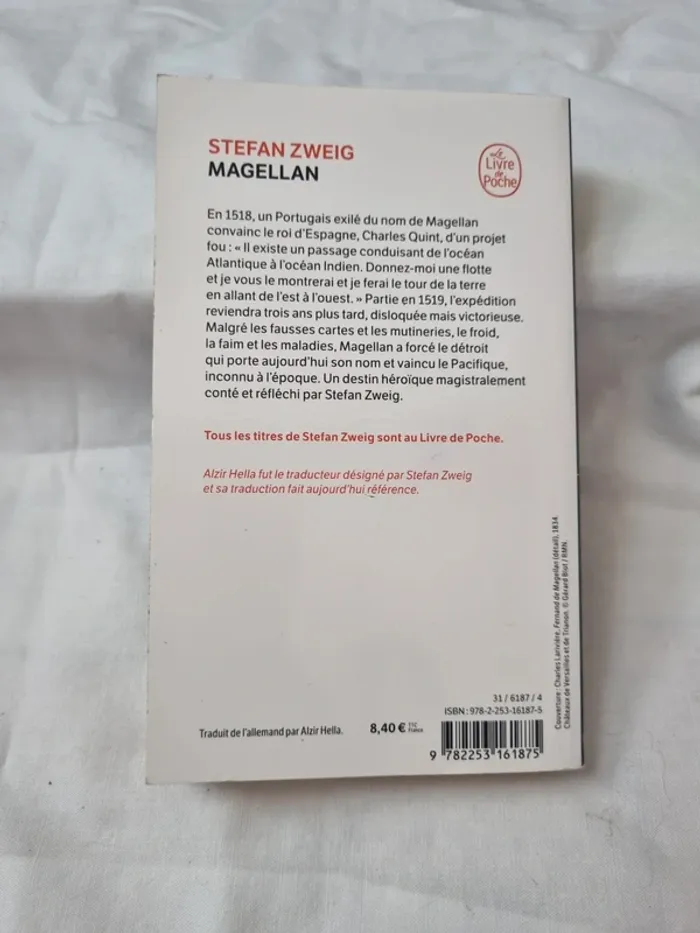 STEFAN ZWEIG
MAGELLAN
Le
Livre
de
Poche
En 1518, un Portugais exilé du nom de Magellan
convainc le roi d'Espagne, Charles Quint, d'un projet
fou : « Il existe un passage conduisant de l'océan
Atlantique à l'océan Indien. Donnez-moi une flotte
et je vous le montrerai et je ferai le tour de la terre
en allant de l'est à l'ouest. » Partie en 1519, l'expédition
reviendra trois ans plus tard, disloquée mais victorieuse.
Malgré les fausses cartes et les mutineries, le froid,
la faim et les maladies, Magellan a forcé le détroit
qui porte aujourd'hui son nom et vaincu le Pacifique,
inconnu à l'époque. Un destin héroïque magistralement
conté et réfléchi par Stefan Zweig.
Tous les titres de Stefan Zweig sont au Livre de Poche.
Alzir Hella fut le traducteur désigné par Stefan Zweig
et sa traduction fait aujourd'hui référence.
Couverture : Charles Larivière, Fernand de Magellan (détail), 1834.
Châteaux de Versailles et de Trianon. © Gérard Blot / RMN.
31 / 6187 / 4
ISBN : 978-2-253-16187-5
Traduit de l'allemand par Alzir Hella.
8,40 € TTC
France
9 782253 161875